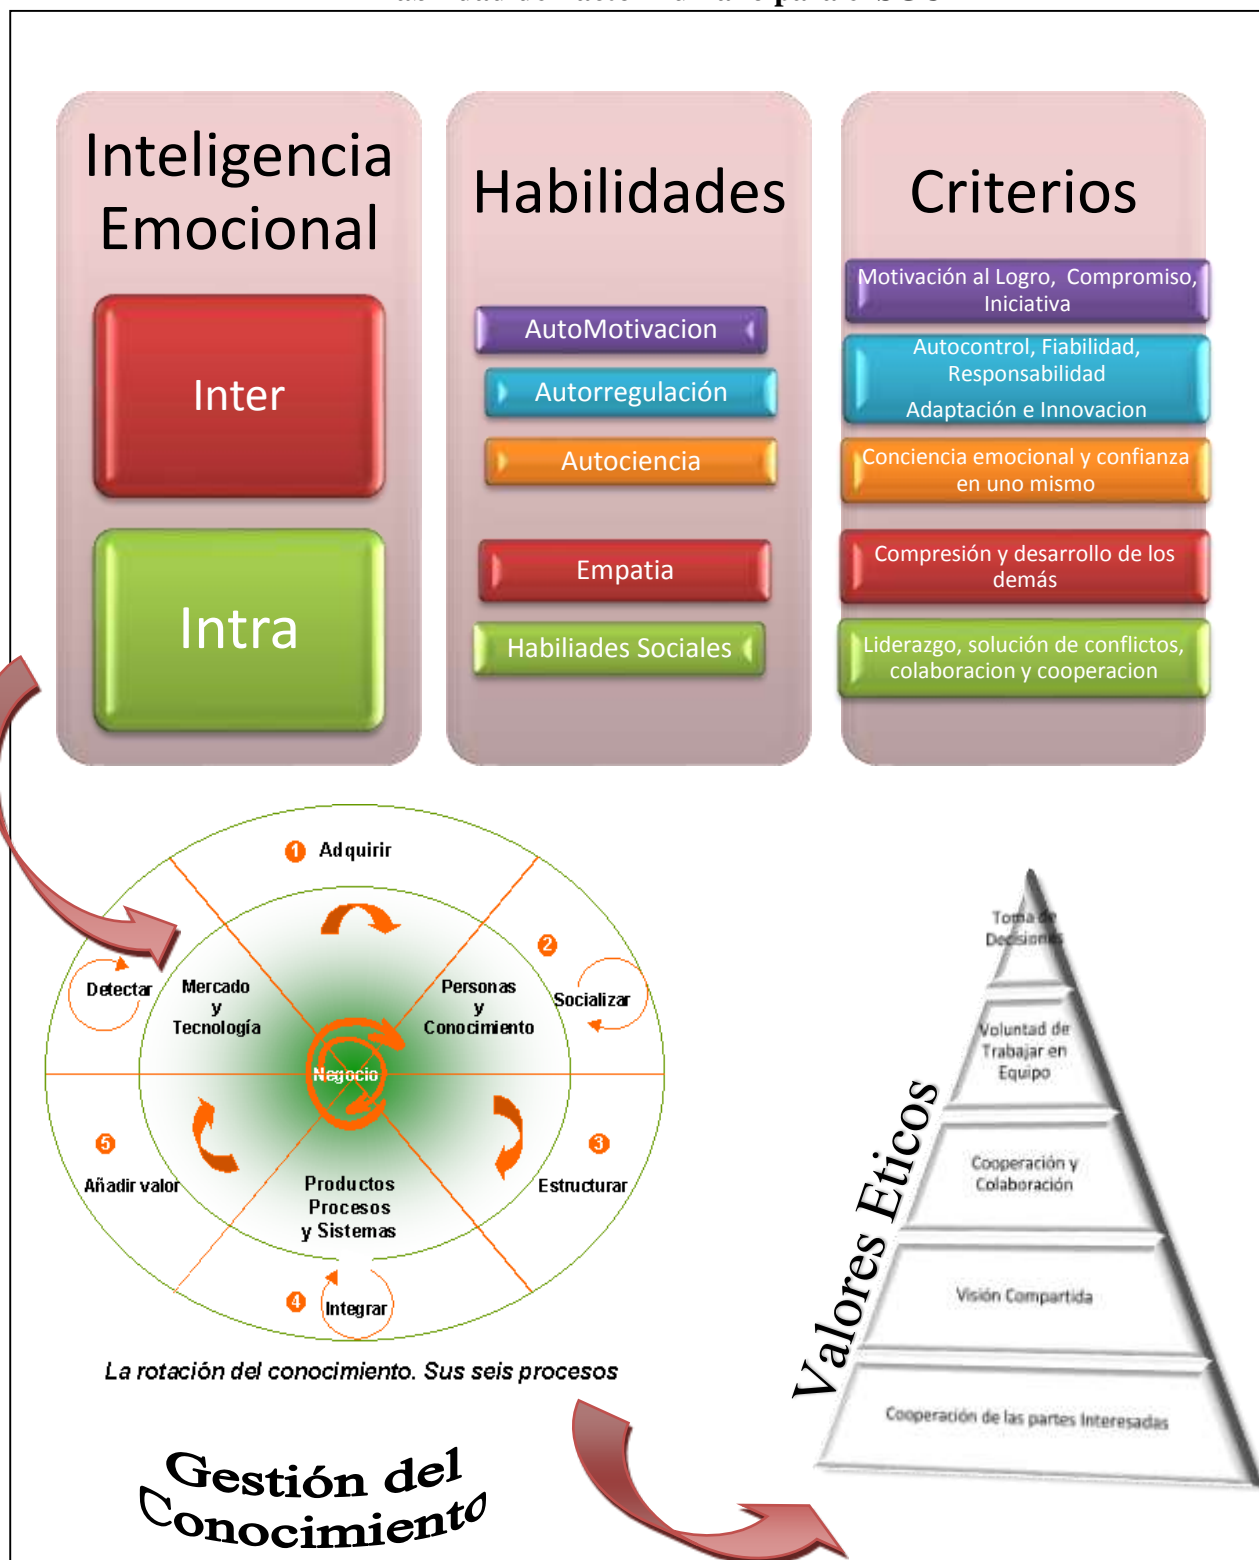 Inteligencia
Emocional
Inter
Intra
Habilidades
AutoMotivacion
Autorregulación
Autociencia
Empatia
Habiliades Sociales
Criterios
Motivación al Logro, Compromiso,
Iniciativa
Autocontrol, Fiabilidad,
Responsabilidad
Adaptación e Innovacion
Conciencia emocional y confianza
en uno mismo
Compresión y desarrollo de los
demás
Liderazgo, solución de conflictos,
colaboracion y cooperacion
1 Adquirir
2
Socializar
3
Estructurar
4
Integrar
5
Añadir valor
Detectar
Mercado
y
Tecnología
Personas
y
Conocimiento
Negocio
Productos
Procesos
y Sistemas
La rotación del conocimiento. Sus seis procesos
Gestión del
Conocimiento
Valores Eticos
Toma de
Decisiones
Voluntad de
Trabajar en
Equipo
Cooperación y
Colaboración
Visión Compartida
Cooperación de las partes Interesadas